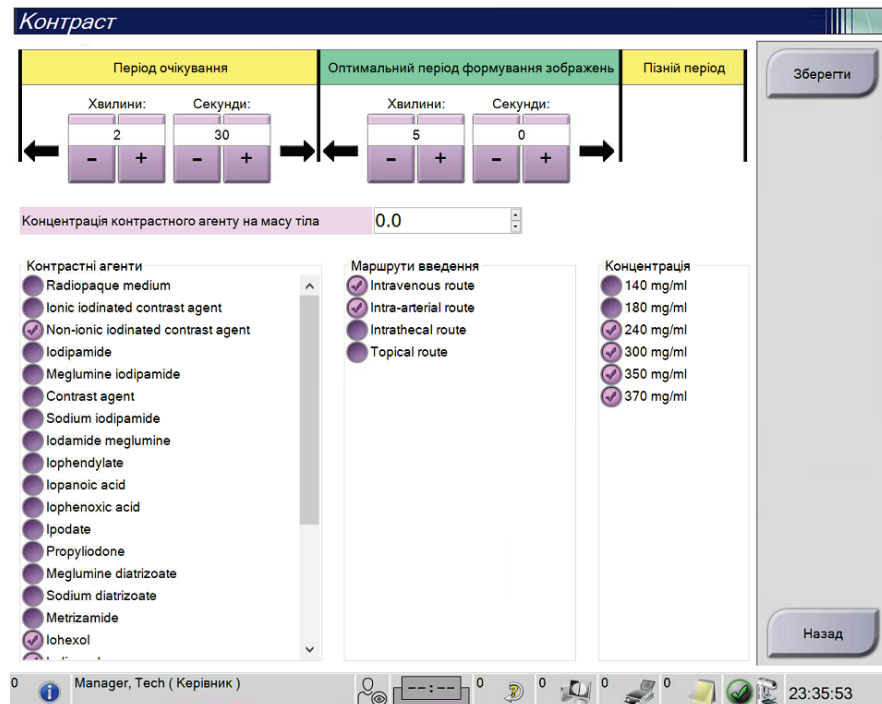 Контраст
Період очікування
Оптимальний період формування зображень
Пізній період
Зберегти
Хвилини:
Секунди:
Хвилини:
Секунди:
2
30
5
0
- + - + - + - +
Концентрація контрастного агенту на масу тіла
0.0
Контрастні агенти
Radiopaque medium
Ionic iodinated contrast agent
Non-ionic iodinated contrast agent
Iodipamide
Meglumine iodipamide
Contrast agent
Sodium iodipamide
Iodamide meglumine
Iophendylate
Iopanoic acid
Iophenoxic acid
Ipodate
Propyliodone
Meglumine diatrizoate
Sodium diatrizoate
Metrizamide
Iohexol
Маршрути введення
Intravenous route
Intra-arterial route
Intrathecal route
Topical route
Концентрація
140 mg/ml
180 mg/ml
240 mg/ml
300 mg/ml
350 mg/ml
370 mg/ml
Назад
0
Manager, Tech ( Керівник )
--:--
0
0
0
0
23:35:53